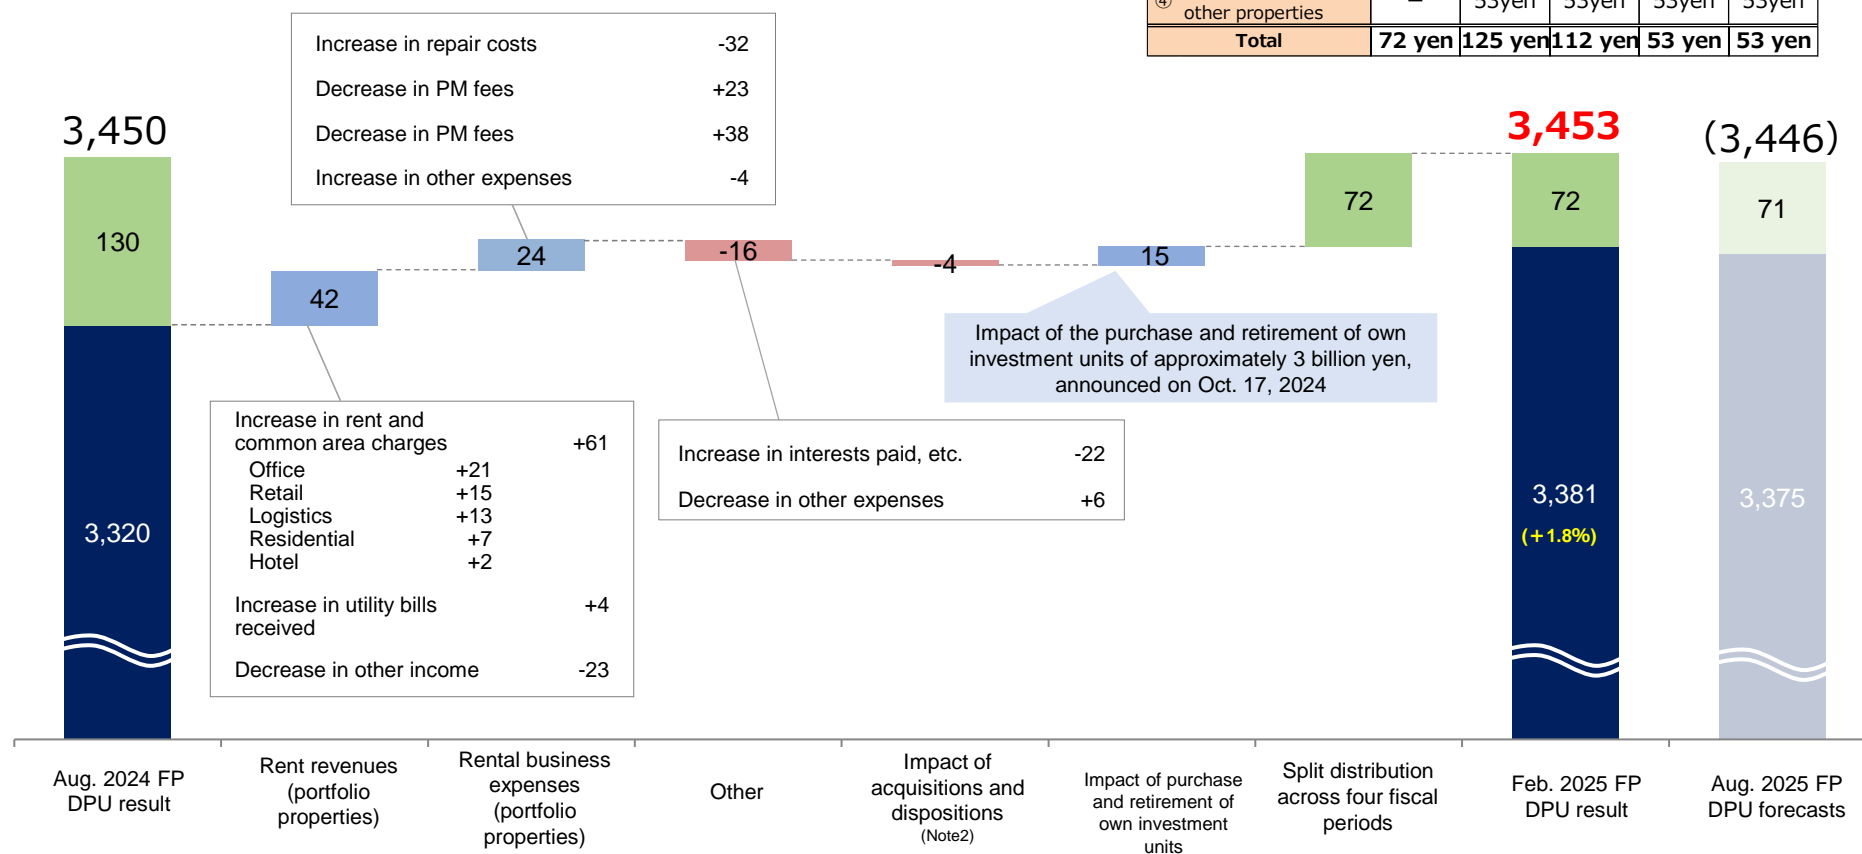 ④ — 53yen 53yen 53yen 53yen
other properties
Total 72 yen 125 yen 112 yen 53 yen 53 yen
Increase in repair costs -32
Decrease in PM fees +23
Decrease in PM fees +38
Increase in other expenses -4
3,450
3,453
(3,446)
130
42
24
-16
-4
15
72
72
71
Impact of the purchase and retirement of own
investment units of approximately 3 billion yen,
announced on Oct. 17, 2024
Increase in rent and
common area charges +61
Office +21
Retail +15
Logistics +13
Residential +7
Hotel +2
Increase in utility bills +4
received
Decrease in other income -23
Increase in interests paid, etc. -22
Decrease in other expenses +6
3,320
3,381
(+1.8%)
3,375
Aug. 2024 FP
DPU result
Rent revenues
(portfolio
properties)
Rental business
expenses
(portfolio
properties)
Other
Impact of
acquisitions and
dispositions
(Note2)
Impact of purchase
and retirement of
own investment
units
Split distribution
across four fiscal
periods
Feb. 2025 FP
DPU result
Aug. 2025 FP
DPU forecasts